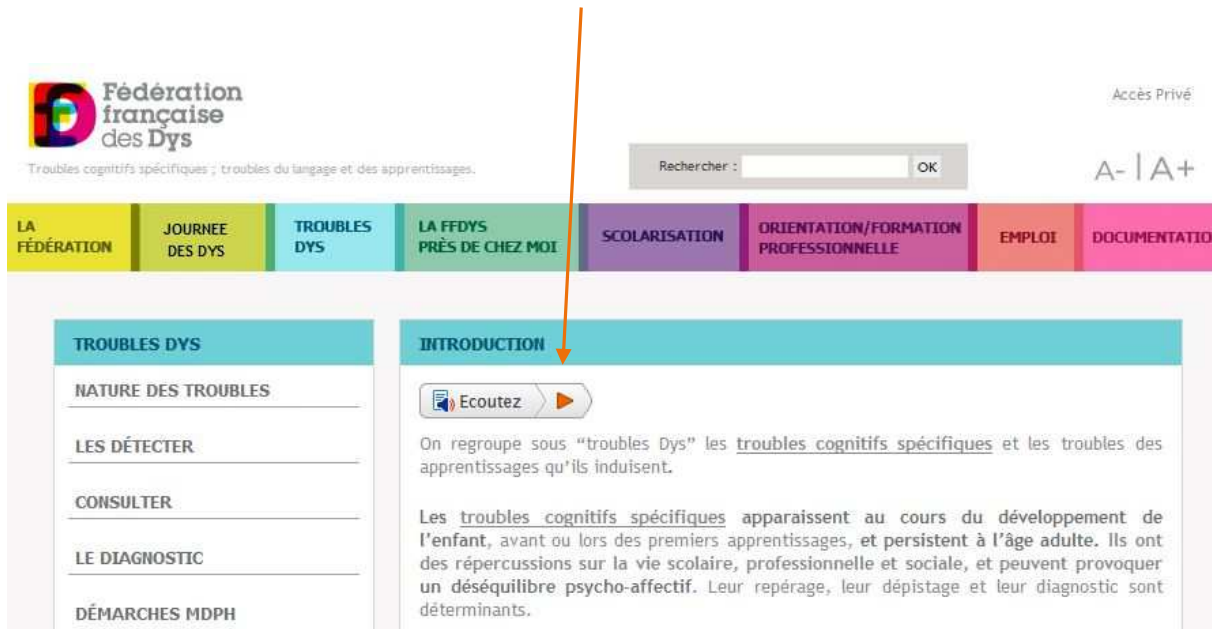 Fédération
française
des Dys
Accès Privé
Troubles cognitifs spécifiques ; troubles du langage et des apprentissages.
Rechercher :
OK
A- | A+
LA
FÉDÉRATION
JOURNEE
DES DYS
TROUBLES
DYS
LA FFDYS
PRÈS DE CHEZ MOI
SCOLARISATION
ORIENTATION/FORMATION
PROFESSIONNELLE
EMPLOI
DOCUMENTATIO
TROUBLES DYS
NATURE DES TROUBLES
LES DÉTECTER
CONSULTER
LE DIAGNOSTIC
DÉMARCHES MDPH
INTRODUCTION
Ecoutez
On regroupe sous “troubles Dys” les troubles cognitifs spécifiques et les troubles des
apprentissages qu’ils induisent.
Les troubles cognitifs spécifiques apparaissent au cours du développement de
l’enfant, avant ou lors des premiers apprentissages, et persistent à l’âge adulte. Ils ont
des répercussions sur la vie scolaire, professionnelle et sociale, et peuvent provoquer
un déséquilibre psycho-affectif. Leur repérage, leur dépistage et leur diagnostic sont
déterminants.